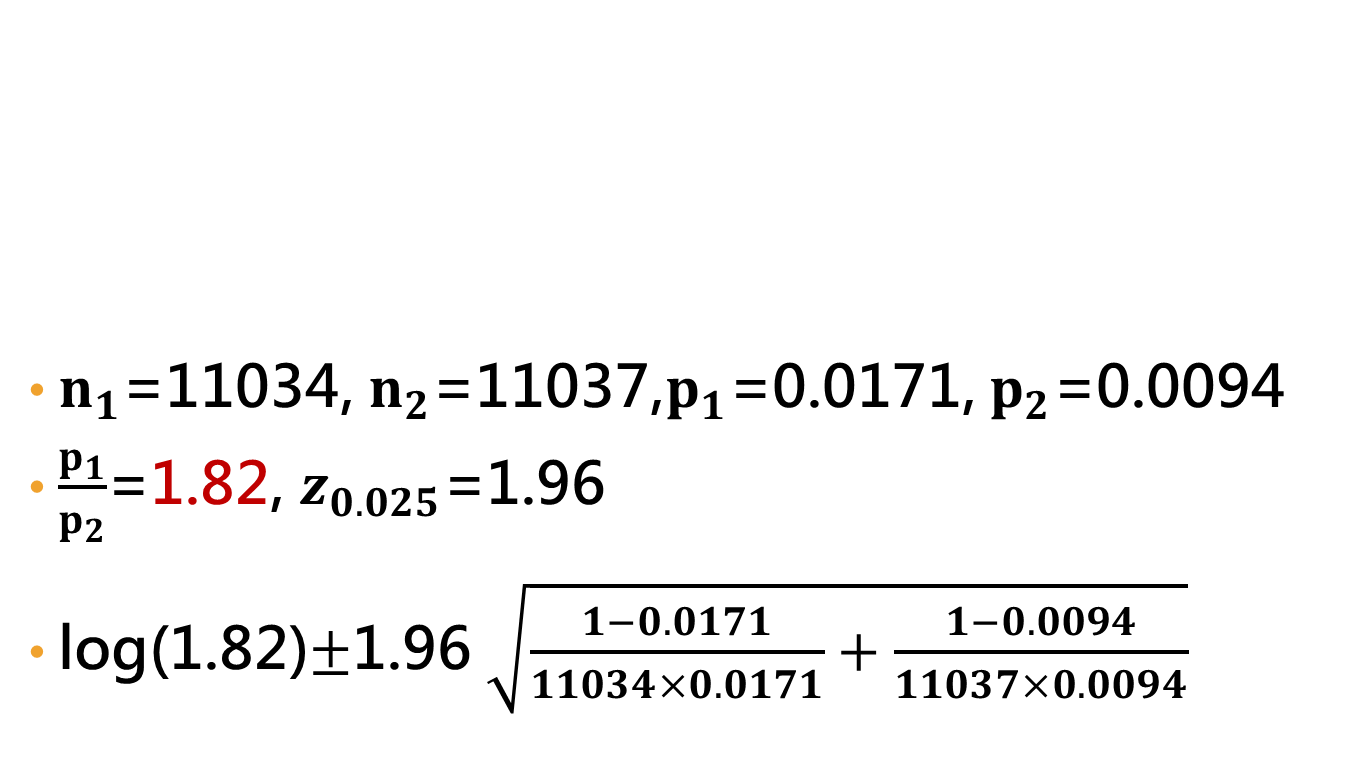 • n₁=11034, n₂=11037,p₁=0.0171, p₂=0.0094
• p₁/p₂=1.82, z₀.₀₂₅=1.96
• log(1.82)±1.96 √((1−0.0171)/(11034×0.0171) + (1−0.0094)/(11037×0.0094))